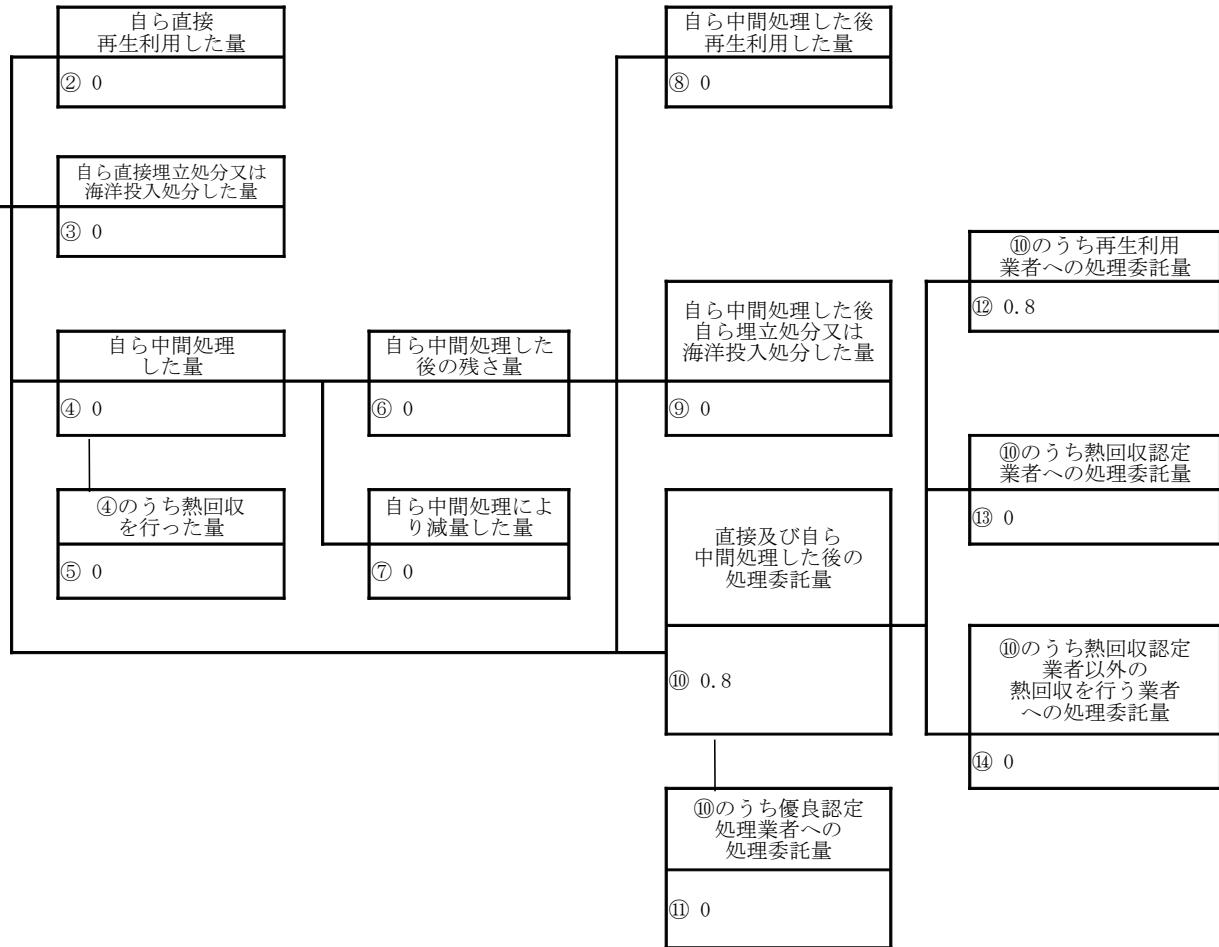 自ら直接
再生利用した量
② 0
自ら直接埋立処分又は
海洋投入処分した量
③ 0
自ら中間処理
した量
④ 0
④のうち熱回収
を行った量
⑤ 0
自ら中間処理した
後の残さ量
⑥ 0
自ら中間処理によ
り減量した量
⑦ 0
自ら中間処理した後
再生利用した量
⑧ 0
自ら中間処理した後
自ら埋立処分又は
海洋投入処分した量
⑨ 0
直接及び自ら
中間処理した後の
処理委託量
⑩ 0.8
⑩のうち優良認定
処理業者への
処理委託量
⑪ 0
⑩のうち再生利用
業者への処理委託量
⑫ 0.8
⑩のうち熱回収認定
業者への処理委託量
⑬ 0
⑩のうち熱回収認定
業者以外の
熱回収を行う業者
への処理委託量
⑭ 0